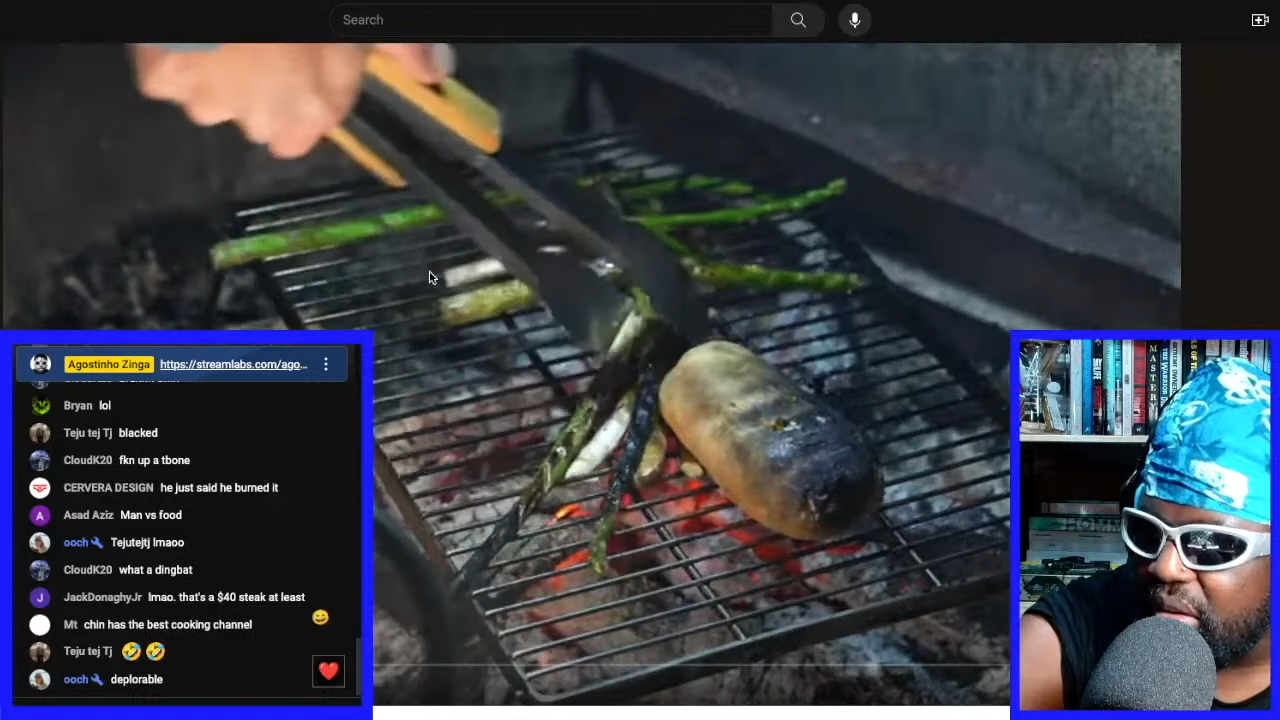 Search
Agostinho Zinga https://streamlabs.com/ago...
Bryan lol
Teju tej Tj blacked
CloudK20 fkn up a tbone
CERVERA DESIGN he just said he burned it
A Asad Aziz Man vs food
ooch Tejutejtj lmaoo
CloudK20 what a dingbat
J JackDonaghyJr lmao. that's a $40 steak at least
Mt chin has the best cooking channel
Teju tej Tj 🤣 🤣
ooch deplorable
MASTERY